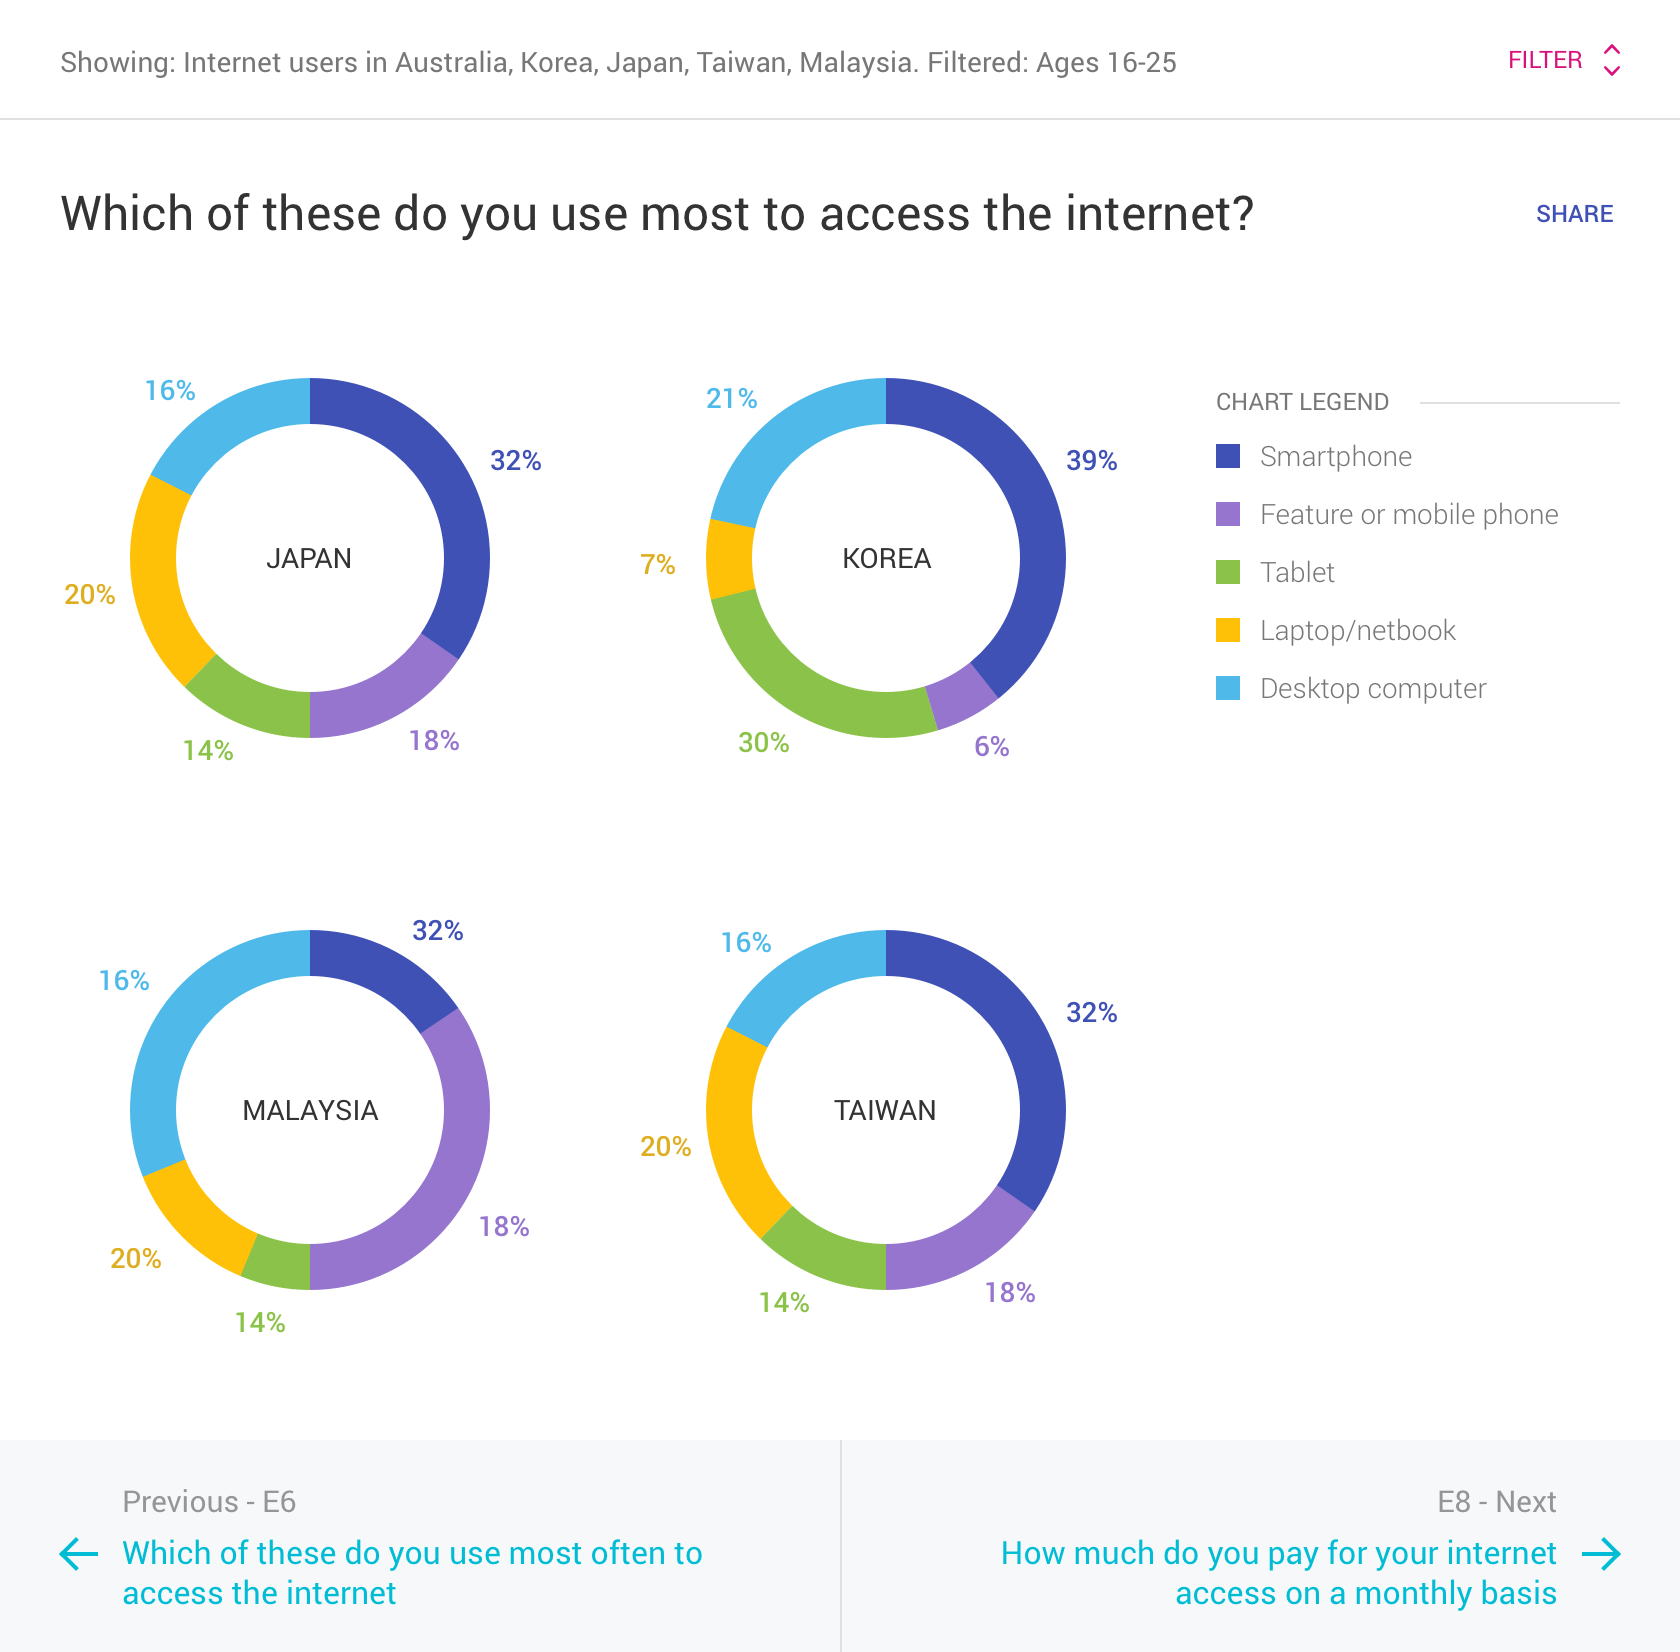 Showing: Internet users in Australia, Korea, Japan, Taiwan, Malaysia. Filtered: Ages 16-25
FILTER
Which of these do you use most to access the internet?
SHARE
16%
32%
JAPAN
20%
14%
18%
21%
39%
KOREA
7%
30%
6%
CHART LEGEND
Smartphone
Feature or mobile phone
Tablet
Laptop/netbook
Desktop computer
32%
16%
MALAYSIA
18%
20%
14%
16%
32%
TAIWAN
20%
18%
14%
Previous - E6
Which of these do you use most often to
access the internet
E8 - Next
How much do you pay for your internet
access on a monthly basis